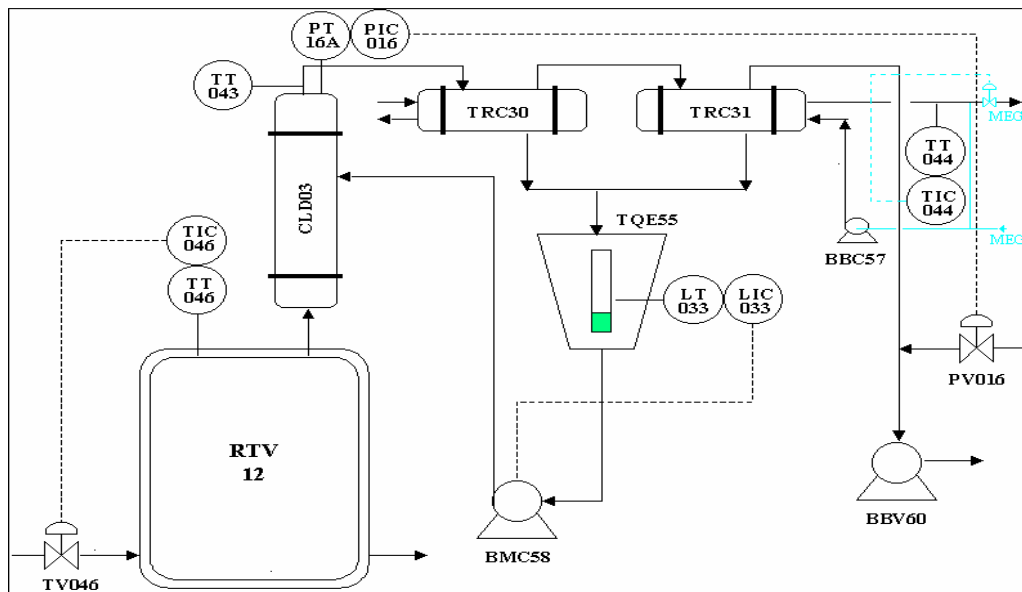 PT
16A
PIC
016
TT
043
TRC30
TRC31
MEG
TT
044
TIC
044
CLD03
TIC
046
TT
046
TQE55
BBC57
MEG
LT
033
LIC
033
PV016
RTV
12
BBV60
BMC58
TV046